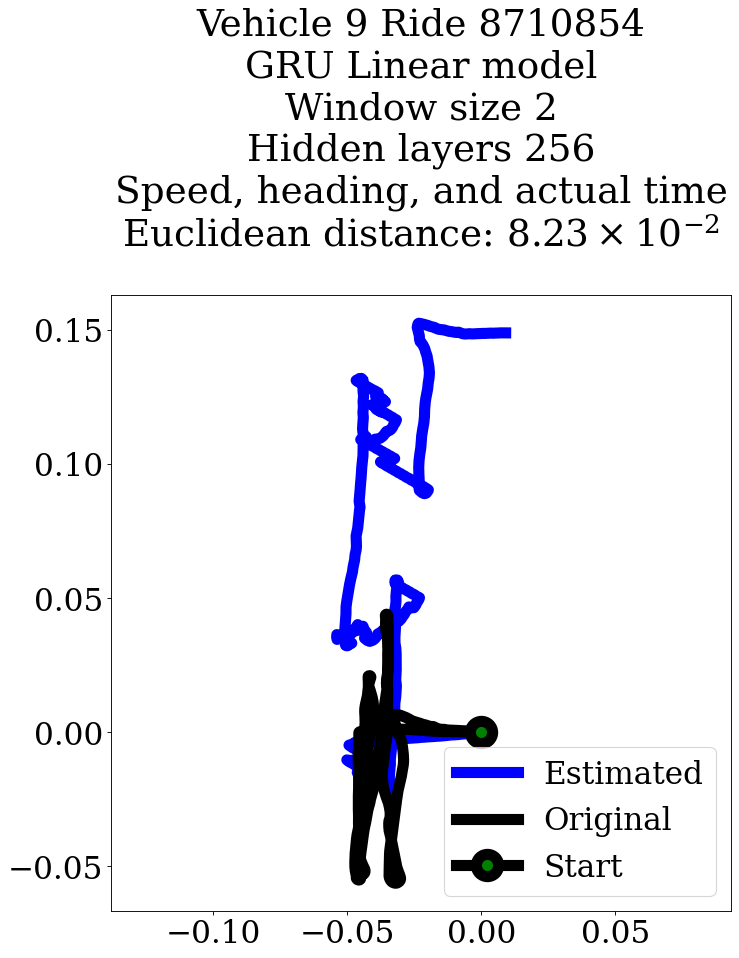 Vehicle 9 Ride 8710854
GRU Linear model
Window size 2
Hidden layers 256
Speed, heading, and actual time
Euclidean distance: 8.23 × 10⁻²
0.15
0.10
0.05
0.00
−0.05
Estimated
Original
Start
−0.10 −0.05 0.00 0.05